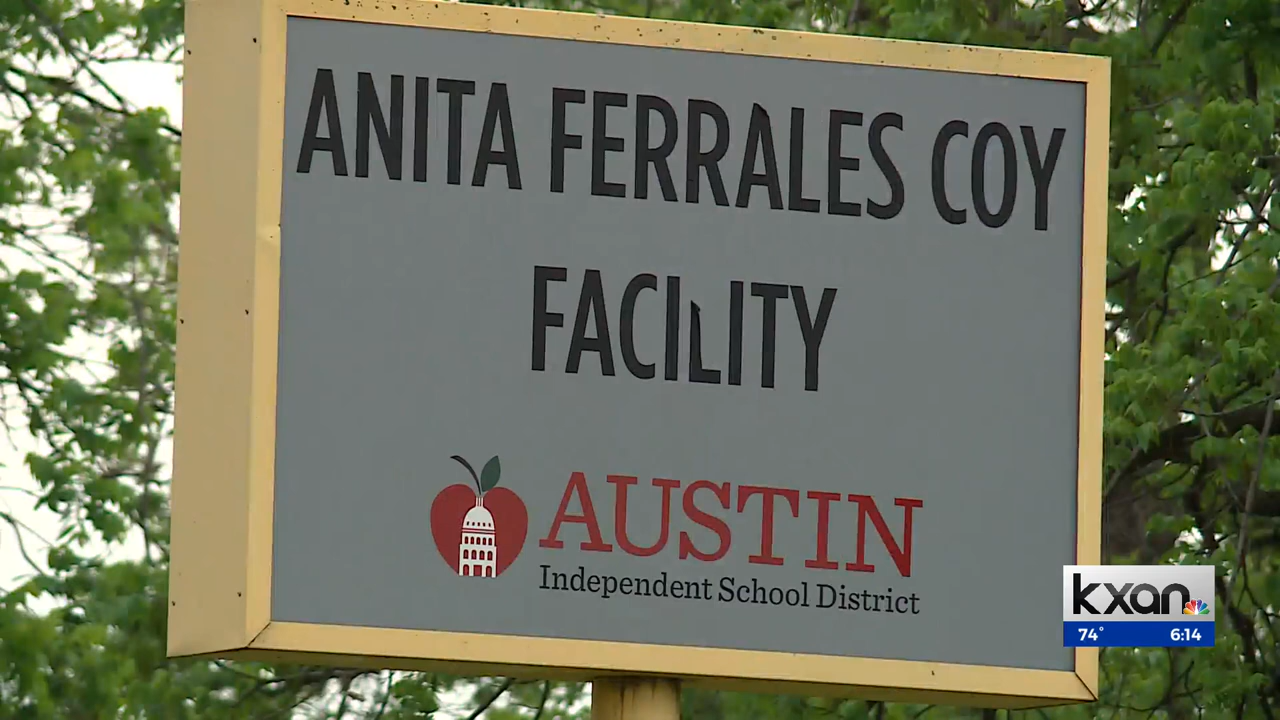 ANITA FERRALES COY
FACILITY
AUSTIN
Independent School District
kxan
74° 6:14